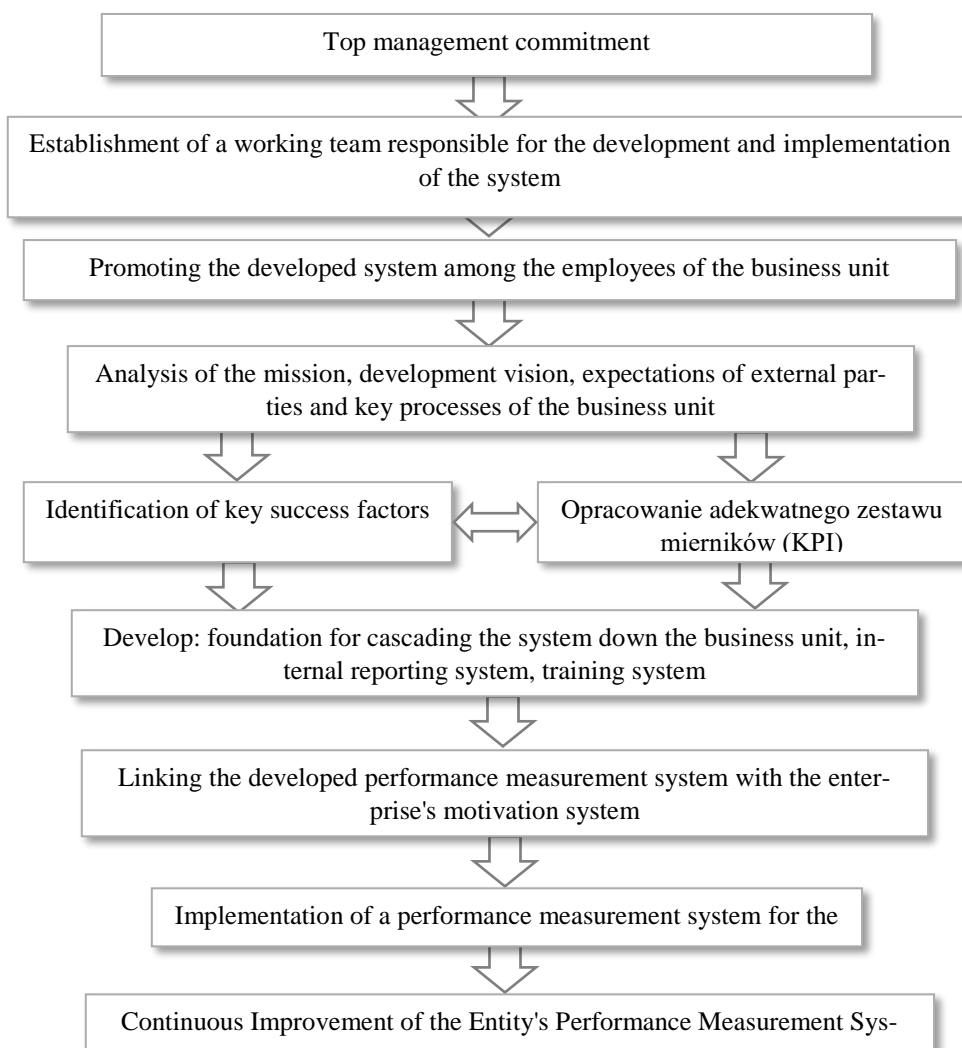 Top management commitment
Establishment of a working team responsible for the development and implementation
of the system
Promoting the developed system among the employees of the business unit
Analysis of the mission, development vision, expectations of external par-
ties and key processes of the business unit
Identification of key success factors
Opracowanie adekwatnego zestawu
mierników (KPI)
Develop: foundation for cascading the system down the business unit, in-
ternal reporting system, training system
Linking the developed performance measurement system with the enter-
prise's motivation system
Implementation of a performance measurement system for the
Continuous Improvement of the Entity's Performance Measurement Sys-